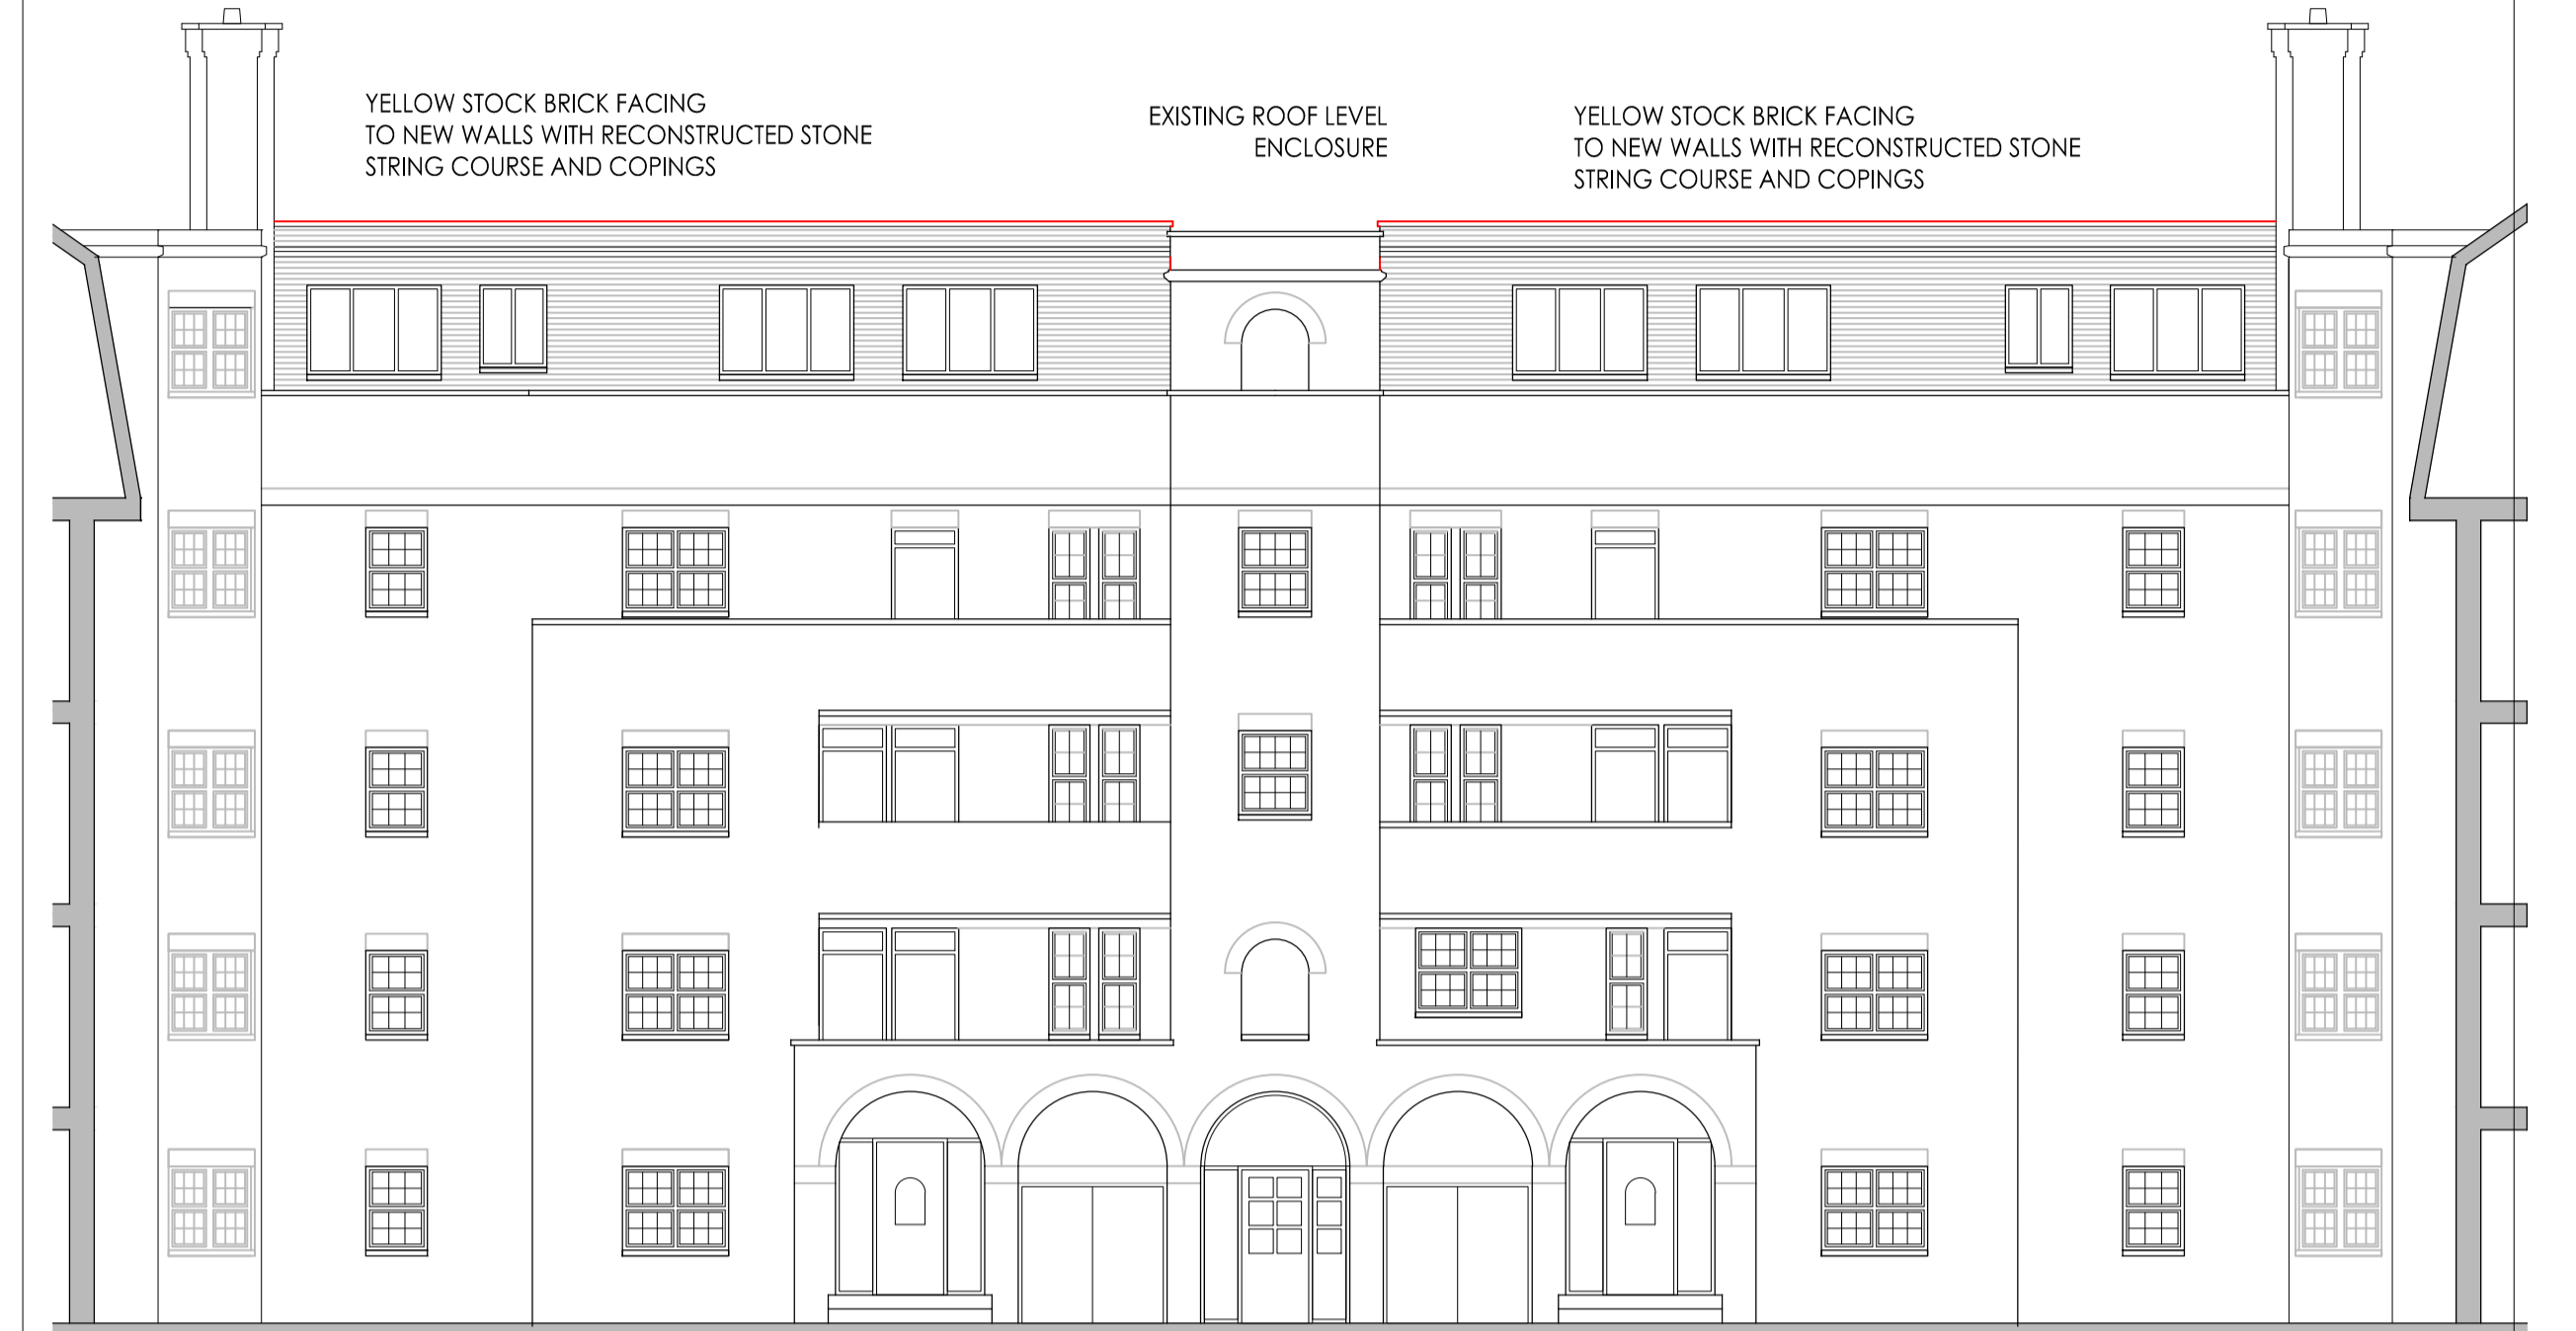 YELLOW STOCK BRICK FACING
TO NEW WALLS WITH RECONSTRUCTED STONE
STRING COURSE AND COPINGS
EXISTING ROOF LEVEL
ENCLOSURE
YELLOW STOCK BRICK FACING
TO NEW WALLS WITH RECONSTRUCTED STONE
STRING COURSE AND COPINGS